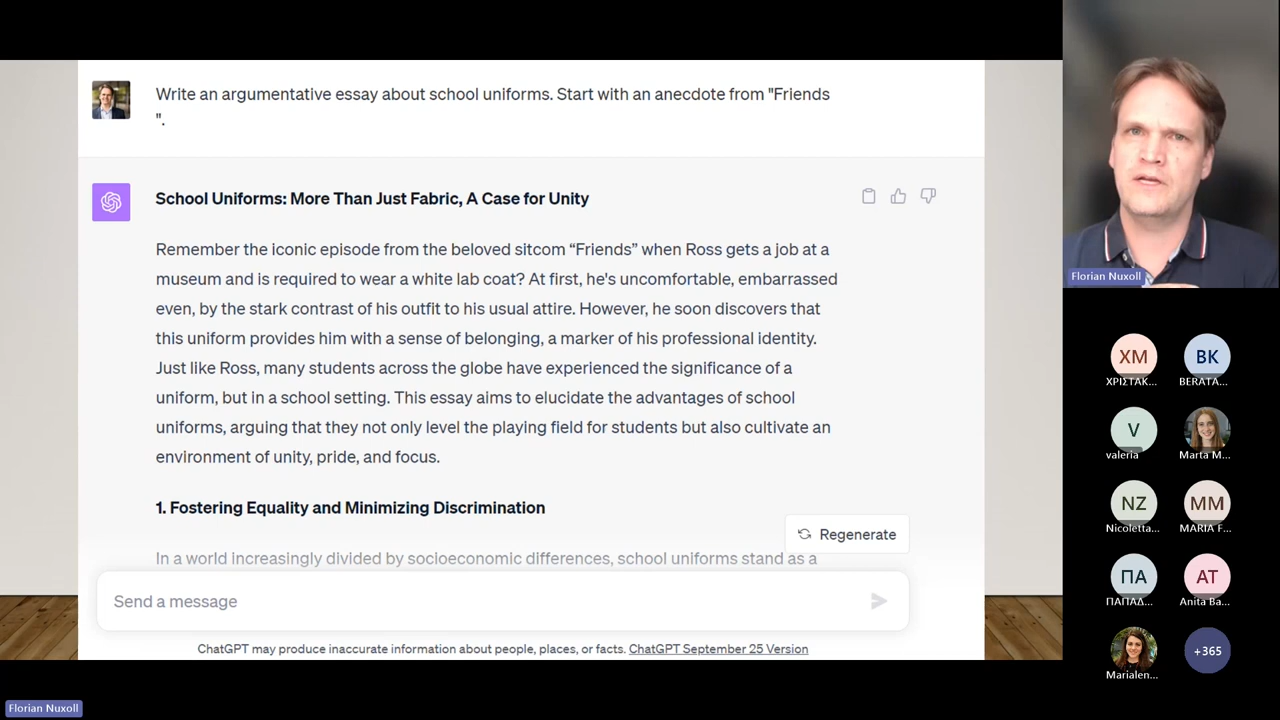 Write an argumentative essay about school uniforms. Start with an anecdote from "Friends
".
School Uniforms: More Than Just Fabric, A Case for Unity
Remember the iconic episode from the beloved sitcom “Friends” when Ross gets a job at a
museum and is required to wear a white lab coat? At first, he's uncomfortable, embarrassed
even, by the stark contrast of his outfit to his usual attire. However, he soon discovers that
this uniform provides him with a sense of belonging, a marker of his professional identity.
Just like Ross, many students across the globe have experienced the significance of a
uniform, but in a school setting. This essay aims to elucidate the advantages of school
uniforms, arguing that they not only level the playing field for students but also cultivate an
environment of unity, pride, and focus.
1. Fostering Equality and Minimizing Discrimination
Regenerate
In a world increasingly divided by socioeconomic differences, school uniforms stand as a
Send a message
ChatGPT may produce inaccurate information about people, places, or facts. ChatGPT September 25 Version
Florian Nuxoll
ΧΜ
ΧΡΙΣΤΑΚ...
BK
BERATA...
V
valeria
Marta M...
NZ
Nicoletta...
MM
MARIA F...
ΠΑ
ΠΑΠΑΔ...
AT
Anita Ba...
Marialen...
+365
Florian Nuxoll